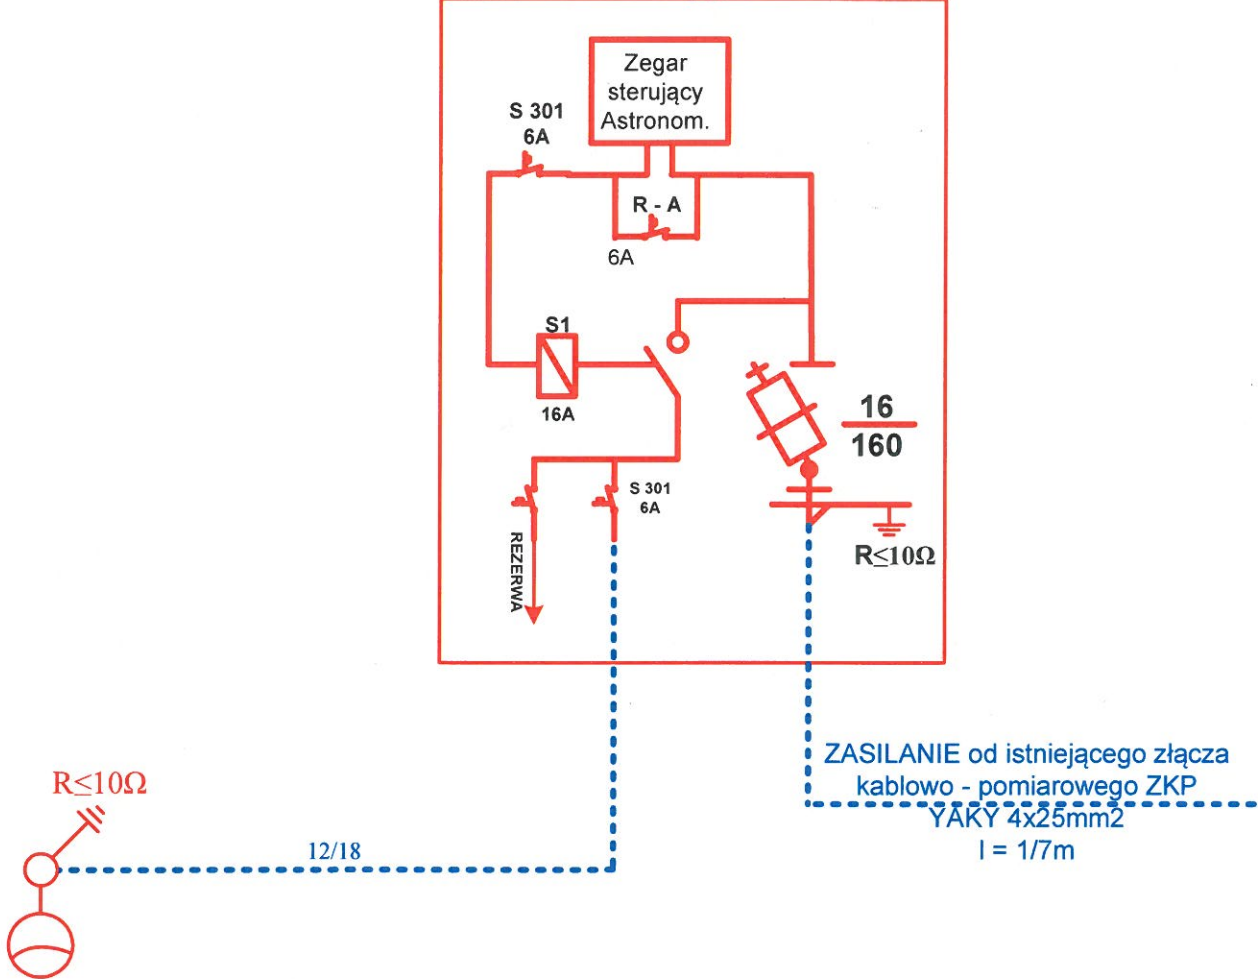 Zegar
sterujący
Astronom.
S 301
6A
R - A
6A
S1
16A
16
160
S 301
6A
REZERWA
R≤10Ω
ZASILANIE od istniejącego złącza
kablowo - pomiarowego ZKP
YAKY 4x25mm2
l = 1/7m
R≤10Ω
12/18